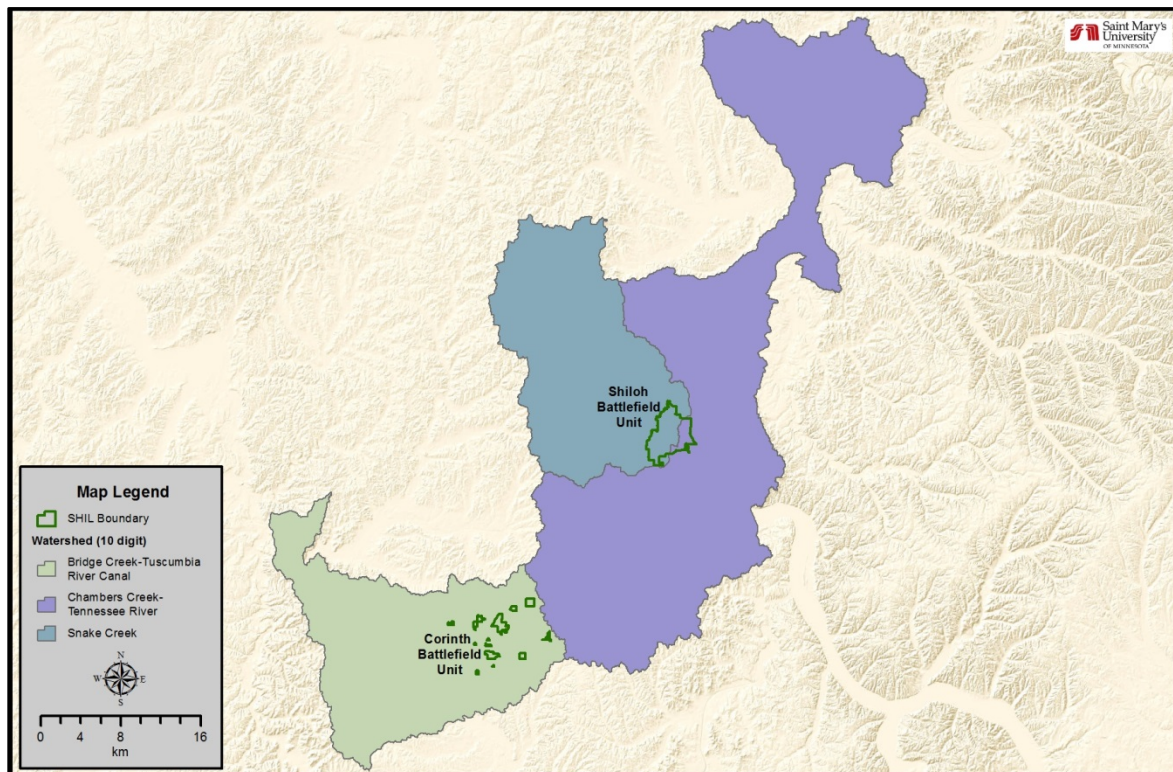 Saint Mary's
University
OF MINNESOTA
Shiloh
Battlefield
Unit
Corinth
Battlefield
Unit
Map Legend
SHIL Boundary
Watershed (10 digit)
Bridge Creek-Tuscumbia
River Canal
Chambers Creek-
Tennessee River
Snake Creek
N
W E
S
0 4 8 16
km